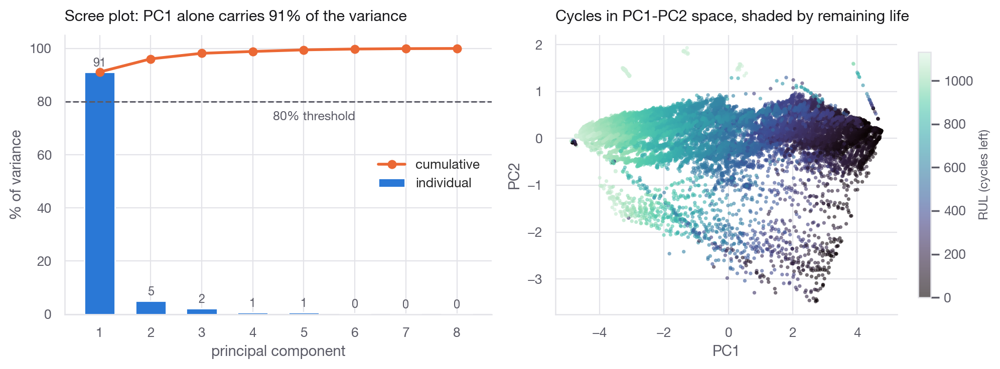 Scree plot: PC1 alone carries 91% of the variance
% of variance
100
80
60
40
20
0
91
5
2
1
1
0
0
0
80% threshold
cumulative
individual
1 2 3 4 5 6 7 8
principal component
Cycles in PC1-PC2 space, shaded by remaining life
PC2
2
1
0
−1
−2
−3
−4 −2 0 2 4
PC1
1000
800
600
400
200
0
RUL (cycles left)